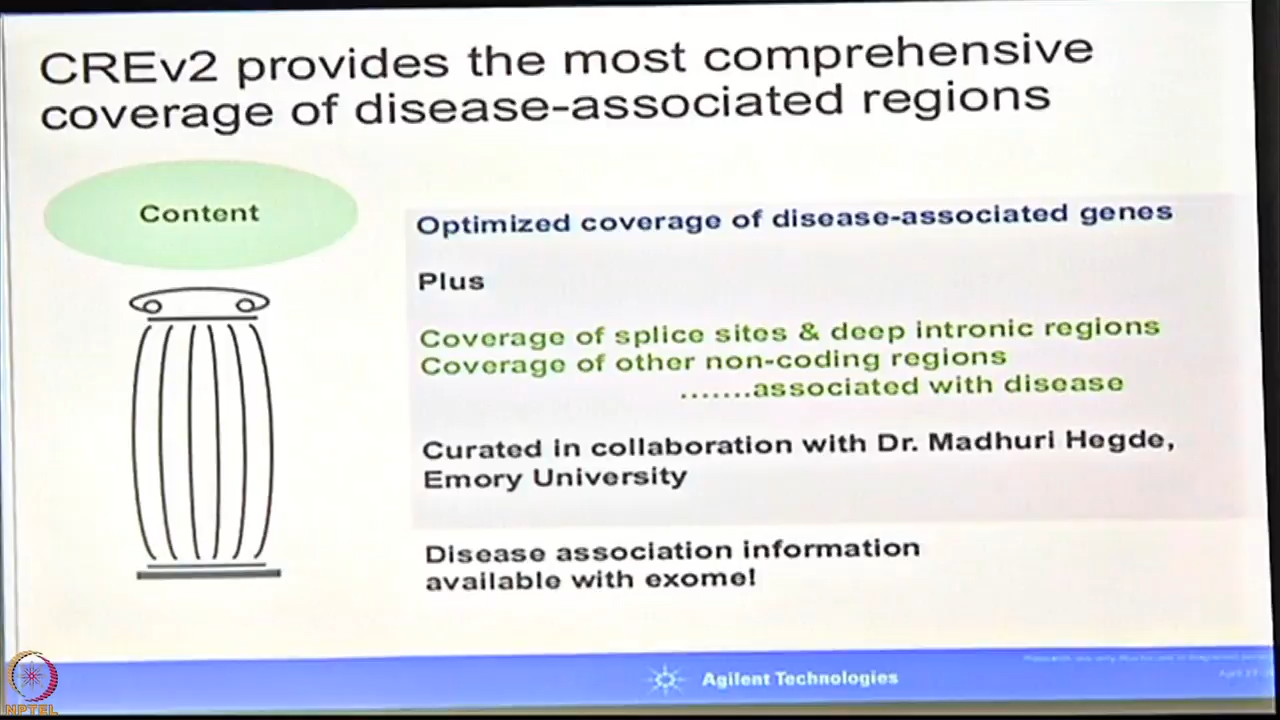 CREv2 provides the most comprehensive
coverage of disease-associated regions
Content
Optimized coverage of disease-associated genes
Plus
Coverage of splice sites & deep intronic regions
Coverage of other non-coding regions
.......associated with disease
Curated in collaboration with Dr. Madhuri Hegde,
Emory University
Disease association information
available with exome!
Agilent Technologies
NPTEL